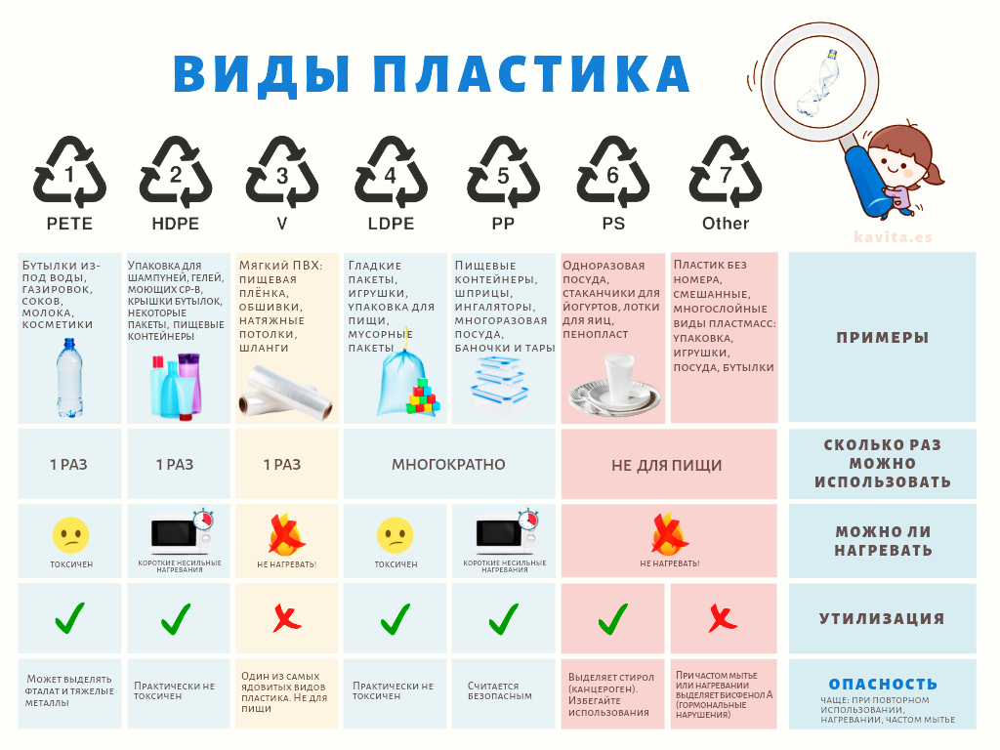 ВИДЫ ПЛАСТИКА
1
2
3
4
5
6
7
PETE
HDPE
V
LDPE
PP
PS
Other
kavita.es
Бутылки из-
под воды,
газировок,
соков,
молока,
косметики
Упаковка для
шампуней, гелей,
моющих ср-в,
крышки бутылок,
некоторые
пакеты, пищевые
контейнеры
Мягкий ПВХ:
пищевая
плёнка,
обшивки,
натяжные
потолки,
шланги
Гладкие
пакеты,
игрушки,
упаковка для
пищи,
мусорные
пакеты
Пищевые
контейнеры,
шприцы,
ингаляторы,
многоразовая
посуда,
баночки и тары
Одноразовая
посуда,
стаканчики для
йогуртов, лотки
для яиц,
пенопласт
Пластик без
номера,
смешанные,
многослойные
виды пластмасс:
упаковка,
игрушки,
посуда, бутылки
ПРИМЕРЫ
1 РАЗ
1 РАЗ
1 РАЗ
МНОГОКРАТНО
НЕ ДЛЯ ПИЩИ
СКОЛЬКО РАЗ
МОЖНО
ИСПОЛЬЗОВАТЬ
ТОКСИЧЕН
КОРОТКИЕ НЕСИЛЬНЫЕ
НАГРЕВАНИЯ
НЕ НАГРЕВАТЬ!
ТОКСИЧЕН
КОРОТКИЕ НЕСИЛЬНЫЕ
НАГРЕВАНИЯ
НЕ НАГРЕВАТЬ!
МОЖНО ЛИ
НАГРЕВАТЬ
УТИЛИЗАЦИЯ
Может выделять
фталат и тяжелые
металлы
Практически не
токсичен
Один из самых
ядовитых видов
пластика. Не для
пищи
Практически не
токсичен
Считается
безопасным
Выделяет стирол
(канцероген).
Избегайте
использования
При частом мытье
или нагревании
выделяет бисфенол А
(гормональные
нарушения)
ОПАСНОСТЬ
ЧАЩЕ: ПРИ ПОВТОРНОМ
ИСПОЛЬЗОВАНИИ,
НАГРЕВАНИИ, ЧАСТОМ МЫТЬЕ